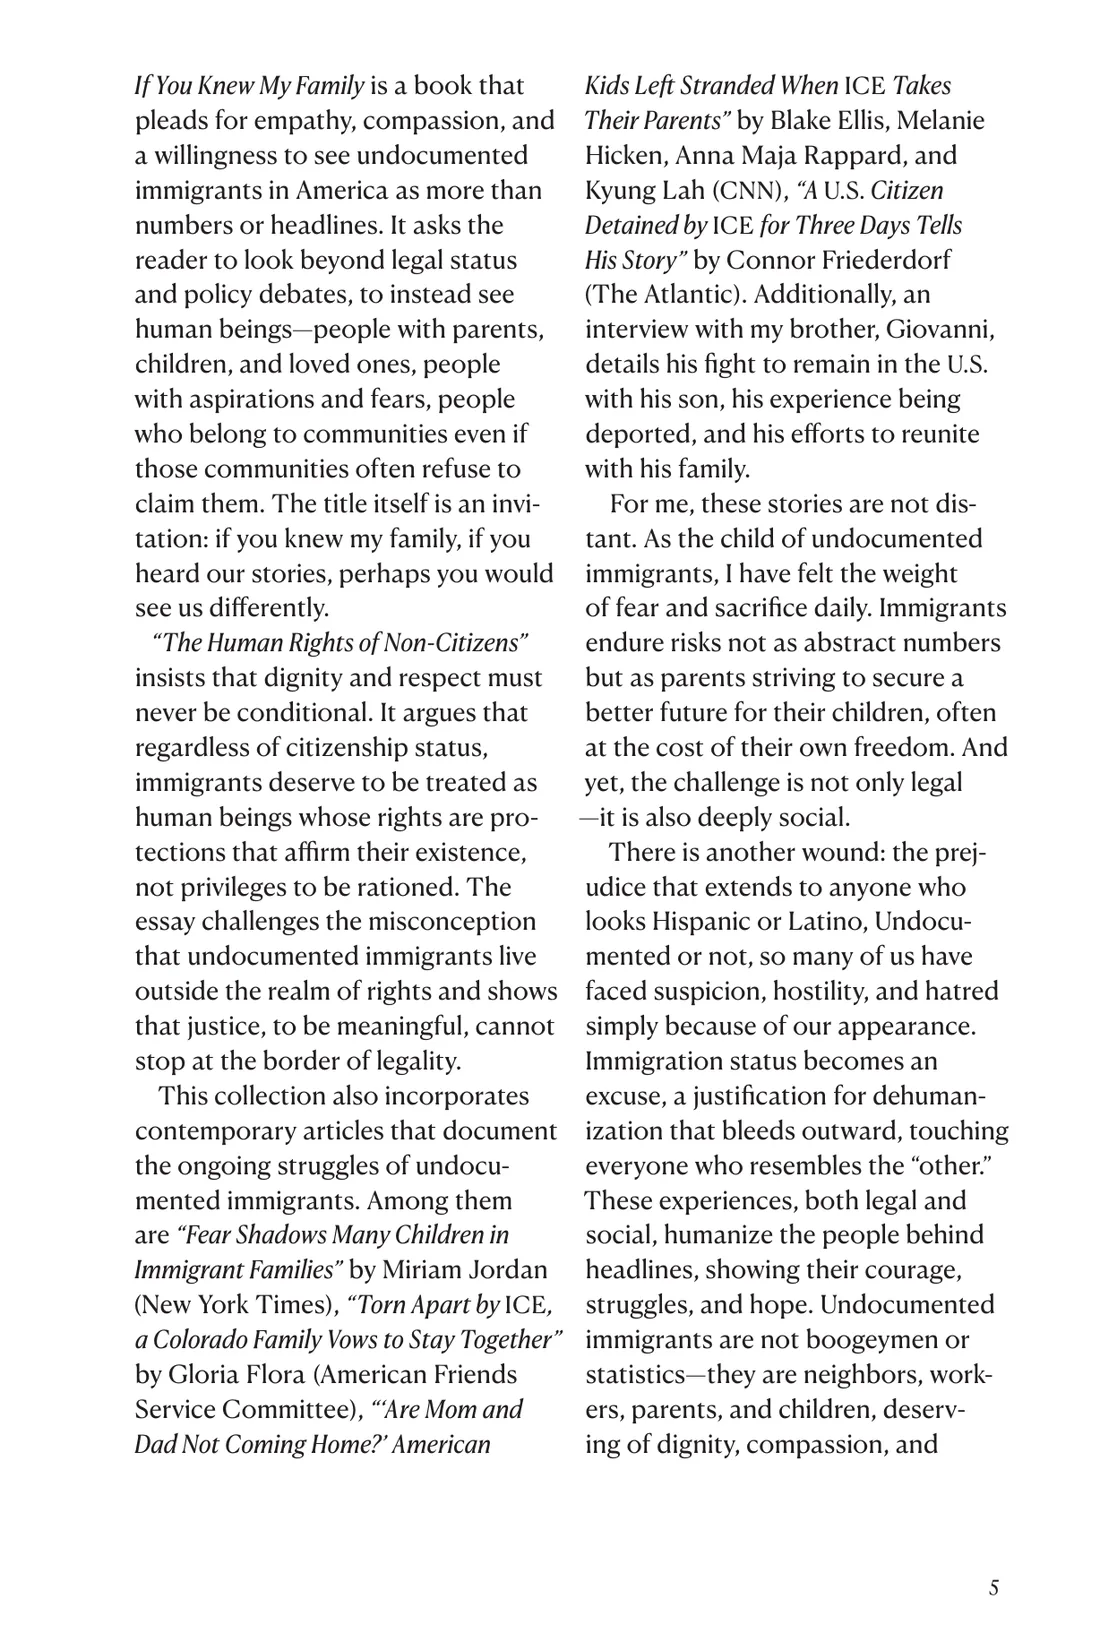 If You Knew My Family is a book that
pleads for empathy, compassion, and
a willingness to see undocumented
immigrants in America as more than
numbers or headlines. It asks the
reader to look beyond legal status
and policy debates, to instead see
human beings—people with parents,
children, and loved ones, people
with aspirations and fears, people
who belong to communities even if
those communities often refuse to
claim them. The title itself is an invi-
tation: if you knew my family, if you
heard our stories, perhaps you would
see us differently.
“The Human Rights of Non-Citizens”
insists that dignity and respect must
never be conditional. It argues that
regardless of citizenship status,
immigrants deserve to be treated as
human beings whose rights are pro-
tections that affirm their existence,
not privileges to be rationed. The
essay challenges the misconception
that undocumented immigrants live
outside the realm of rights and shows
that justice, to be meaningful, cannot
stop at the border of legality.
This collection also incorporates
contemporary articles that document
the ongoing struggles of undocu-
mented immigrants. Among them
are “Fear Shadows Many Children in
Immigrant Families” by Miriam Jordan
(New York Times), “Torn Apart by ICE,
a Colorado Family Vows to Stay Together”
by Gloria Flora (American Friends
Service Committee), “‘Are Mom and
Dad Not Coming Home?’ American
Kids Left Stranded When ICE Takes
Their Parents” by Blake Ellis, Melanie
Hicken, Anna Maja Rappard, and
Kyung Lah (CNN), “A U.S. Citizen
Detained by ICE for Three Days Tells
His Story” by Connor Friederdorf
(The Atlantic). Additionally, an
interview with my brother, Giovanni,
details his fight to remain in the U.S.
with his son, his experience being
deported, and his efforts to reunite
with his family.
For me, these stories are not dis-
tant. As the child of undocumented
immigrants, I have felt the weight
of fear and sacrifice daily. Immigrants
endure risks not as abstract numbers
but as parents striving to secure a
better future for their children, often
at the cost of their own freedom. And
yet, the challenge is not only legal
—it is also deeply social.
There is another wound: the prej-
udice that extends to anyone who
looks Hispanic or Latino, Undocu-
mented or not, so many of us have
faced suspicion, hostility, and hatred
simply because of our appearance.
Immigration status becomes an
excuse, a justification for dehuman-
ization that bleeds outward, touching
everyone who resembles the “other.”
These experiences, both legal and
social, humanize the people behind
headlines, showing their courage,
struggles, and hope. Undocumented
immigrants are not boogeymen or
statistics—they are neighbors, work-
ers, parents, and children, deserv-
ing of dignity, compassion, and
5